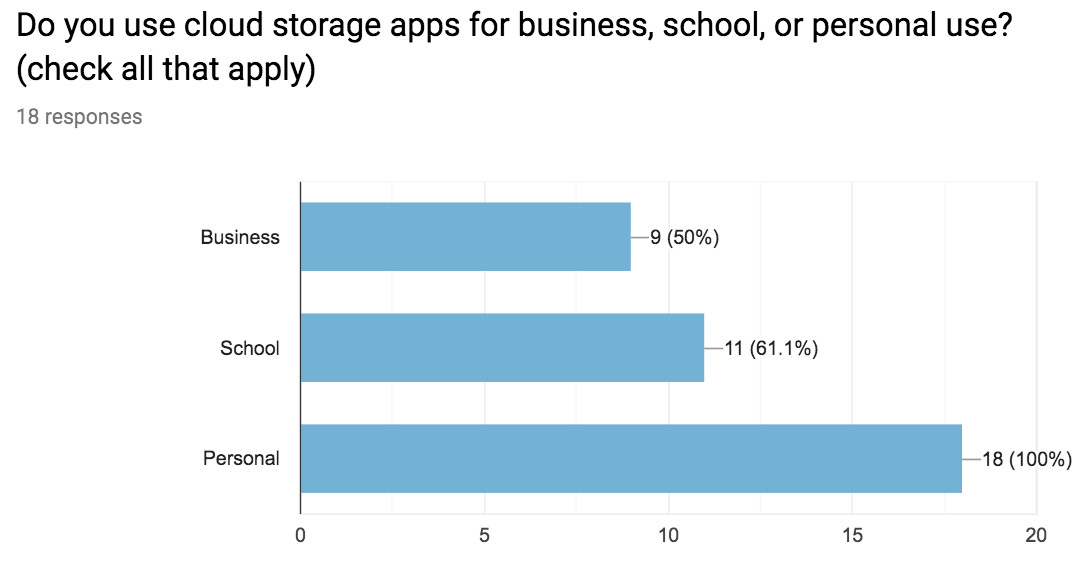 Do you use cloud storage apps for business, school, or personal use?
(check all that apply)
18 responses
Business 9 (50%)
School 11 (61.1%)
Personal 18 (100%)
0 5 10 15 20